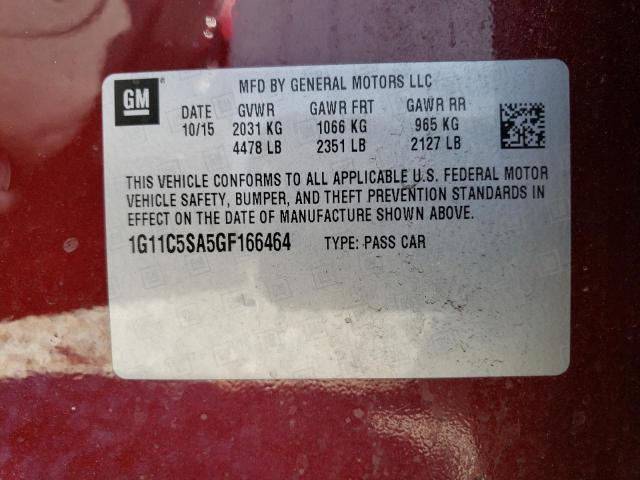 GM ®
MFD BY GENERAL MOTORS LLC
DATE GVWR GAWR FRT GAWR RR
10/15 2031 KG 1066 KG 965 KG
4478 LB 2351 LB 2127 LB
THIS VEHICLE CONFORMS TO ALL APPLICABLE U.S. FEDERAL MOTOR
VEHICLE SAFETY, BUMPER, AND THEFT PREVENTION STANDARDS IN
EFFECT ON THE DATE OF MANUFACTURE SHOWN ABOVE.
1G11C5SA5GF166464 TYPE: PASS CAR